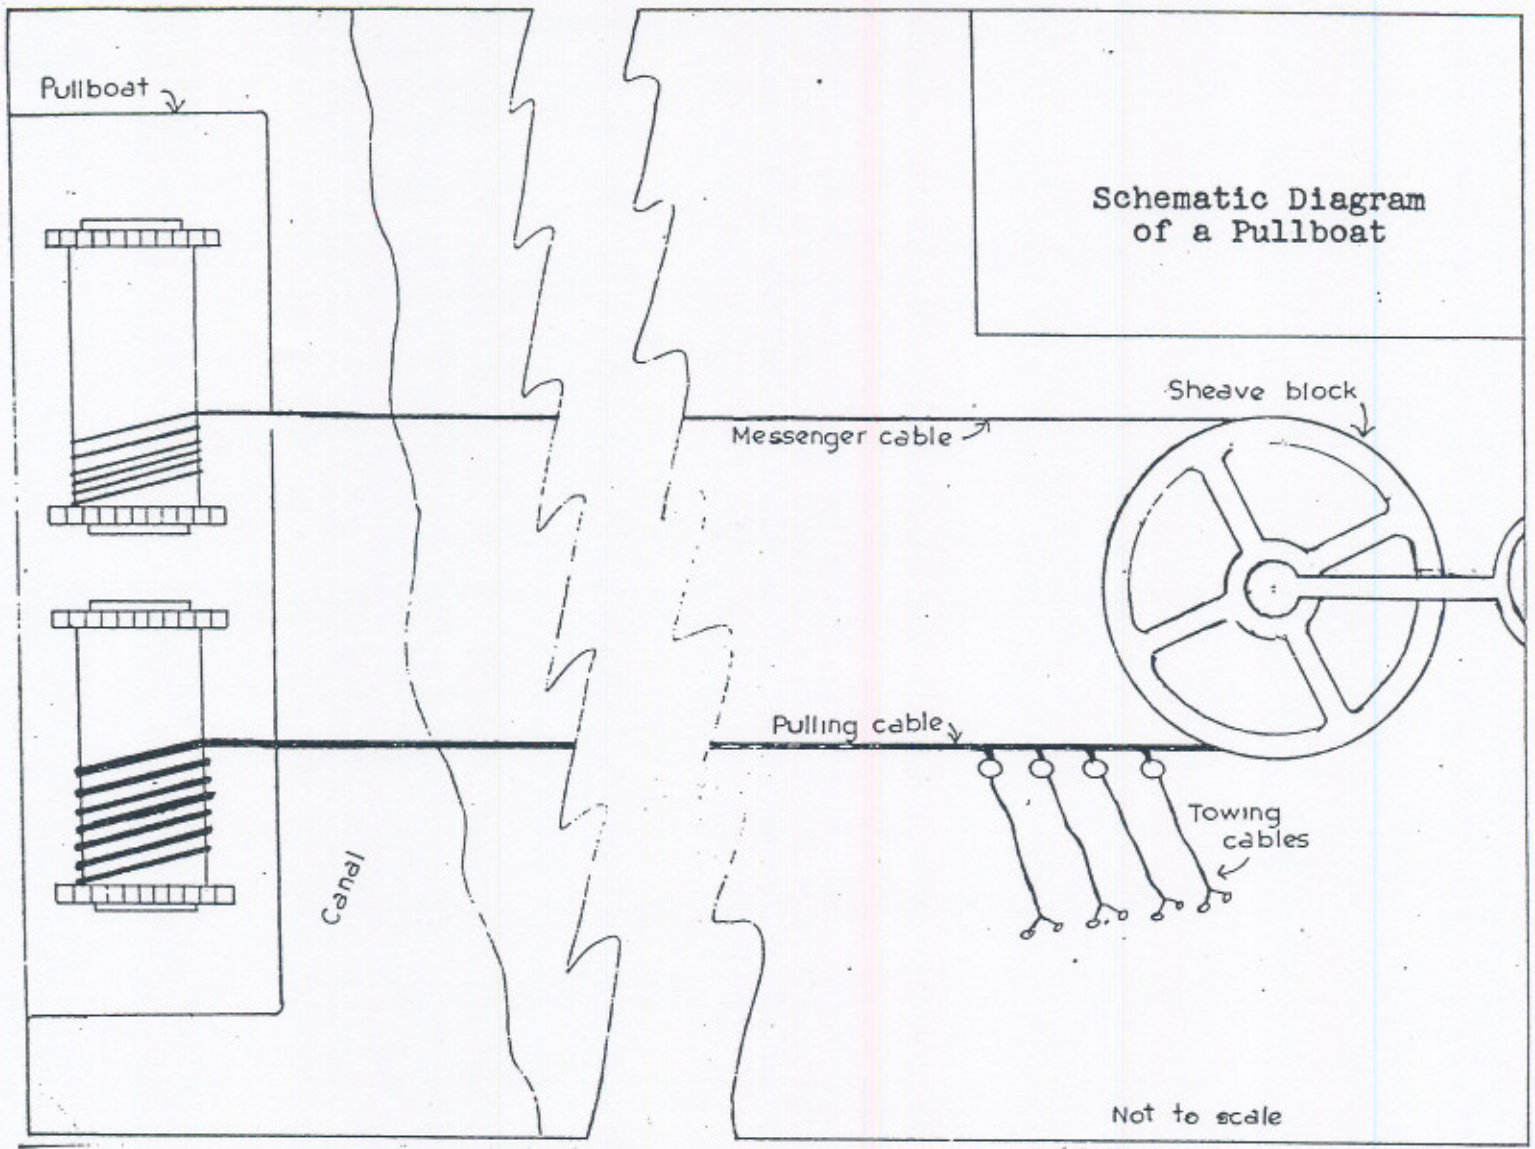 Pullboat
Schematic Diagram
of a Pullboat
Sheave block
Messenger cable
Pulling cable
Towing
cables
Canal
Not to scale